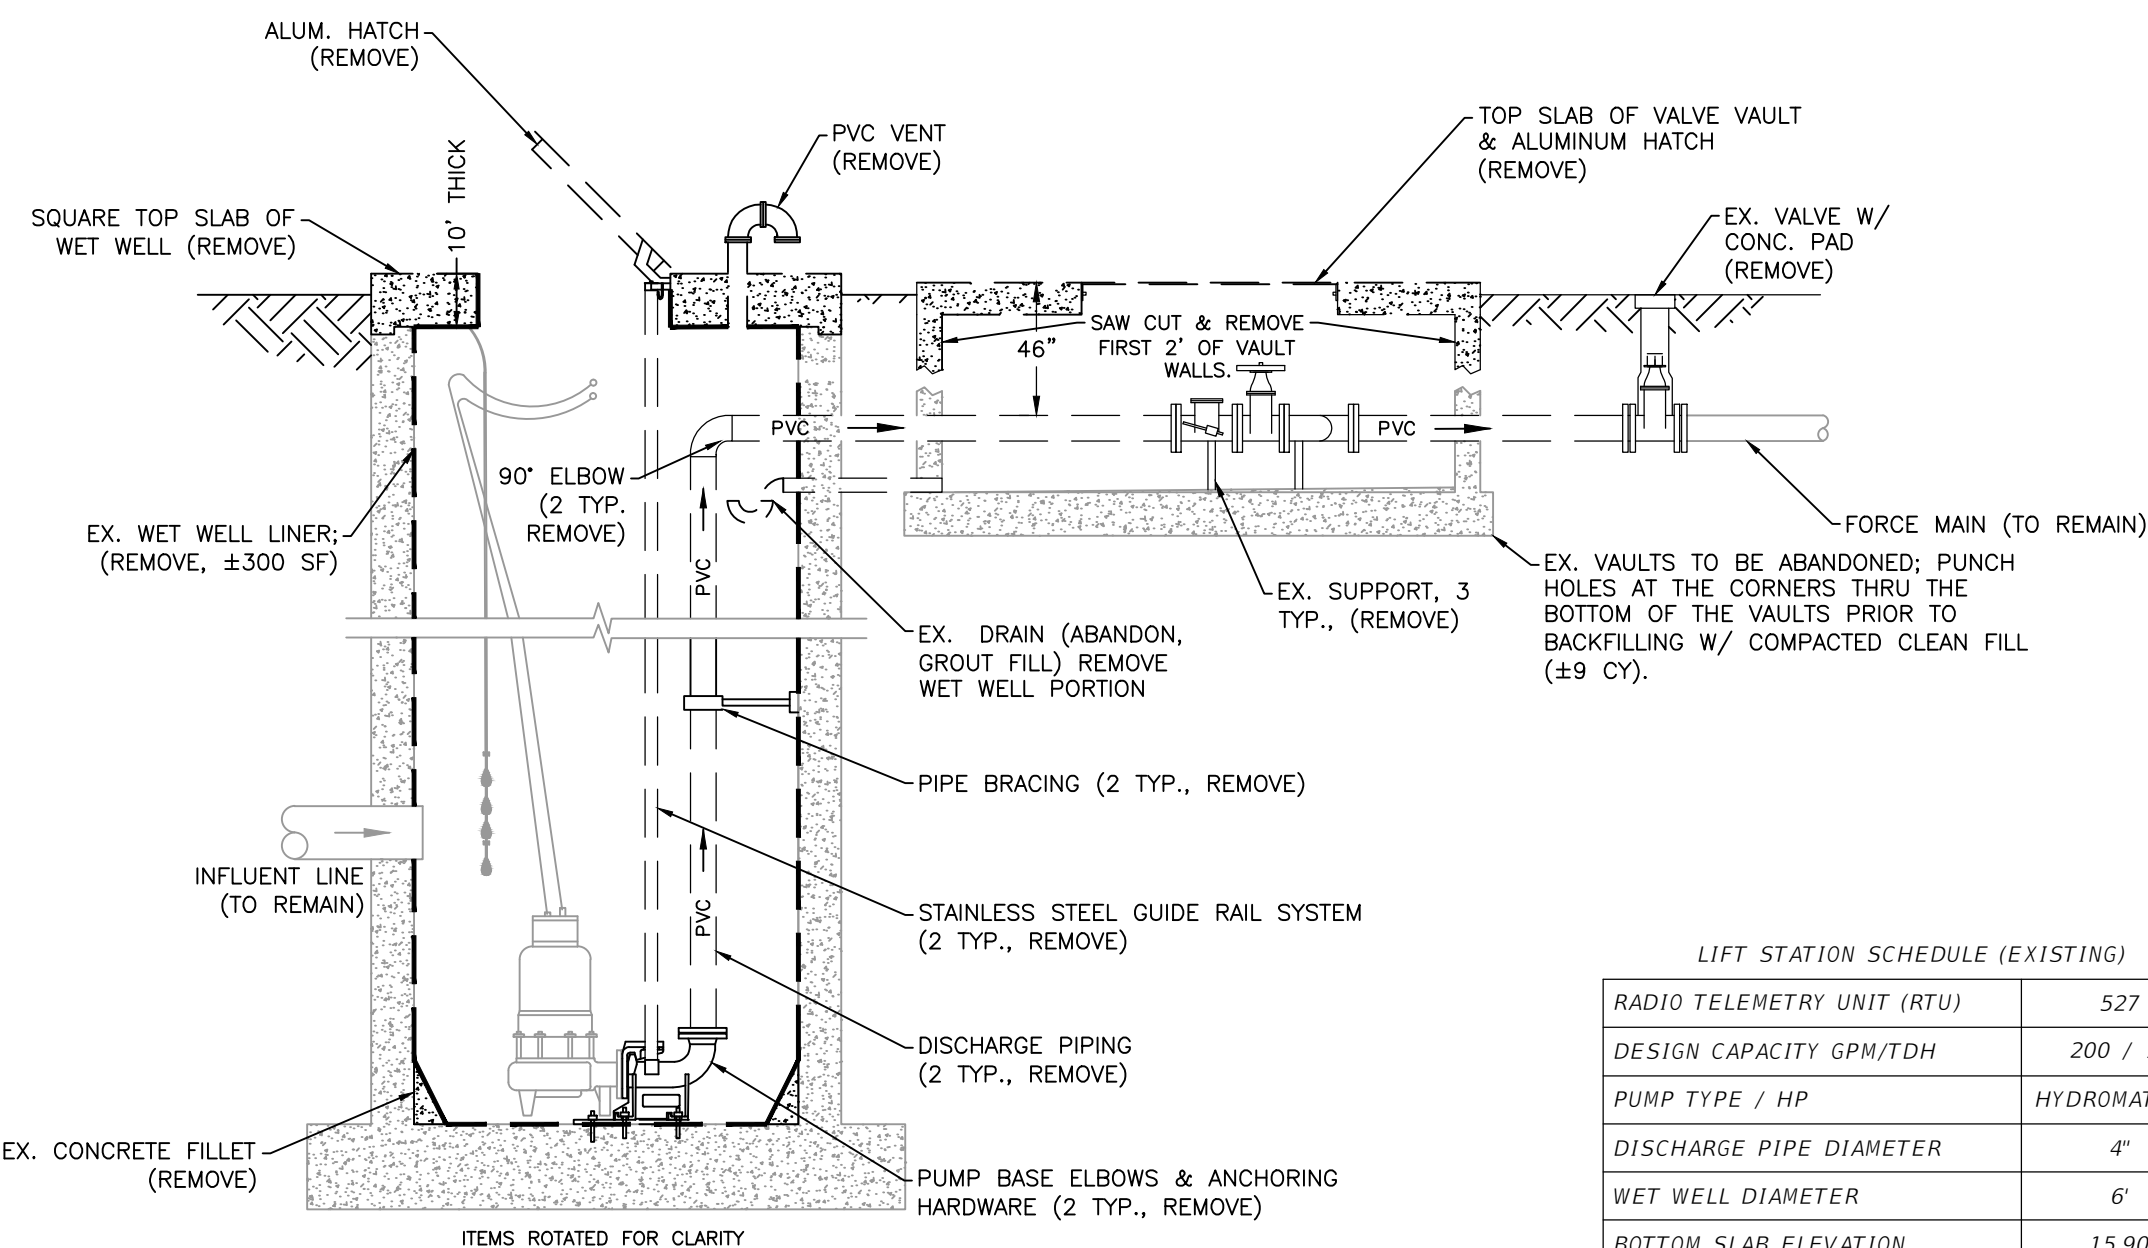 ALUM. HATCH
(REMOVE)
PVC VENT
(REMOVE)
TOP SLAB OF VALVE VAULT
& ALUMINUM HATCH
(REMOVE)
10' THICK
SQUARE TOP SLAB OF
WET WELL (REMOVE)
EX. VALVE W/
CONC. PAD
(REMOVE)
SAW CUT & REMOVE
FIRST 2' OF VAULT
WALLS.
46"
PVC
PVC
90° ELBOW
(2 TYP.
REMOVE)
EX. WET WELL LINER;
(REMOVE, ±300 SF)
PVC
FORCE MAIN (TO REMAIN)
EX. VAULTS TO BE ABANDONED; PUNCH
HOLES AT THE CORNERS THRU THE
BOTTOM OF THE VAULTS PRIOR TO
BACKFILLING W/ COMPACTED CLEAN FILL
(±9 CY).
EX. SUPPORT, 3
TYP., (REMOVE)
EX. DRAIN (ABANDON,
GROUT FILL) REMOVE
WET WELL PORTION
PIPE BRACING (2 TYP., REMOVE)
INFLUENT LINE
(TO REMAIN)
PVC
STAINLESS STEEL GUIDE RAIL SYSTEM
(2 TYP., REMOVE)
DISCHARGE PIPING
(2 TYP., REMOVE)
EX. CONCRETE FILLET
(REMOVE)
PUMP BASE ELBOWS & ANCHORING
HARDWARE (2 TYP., REMOVE)
ITEMS ROTATED FOR CLARITY
LIFT STATION SCHEDULE (EXISTING)
RADIO TELEMETRY UNIT (RTU) 527
DESIGN CAPACITY GPM/TDH 200 /
PUMP TYPE / HP
DISCHARGE PIPE DIAMETER 4"
WET WELL DIAMETER 6'
BOTTOM SLAB ELEVATION 15.90